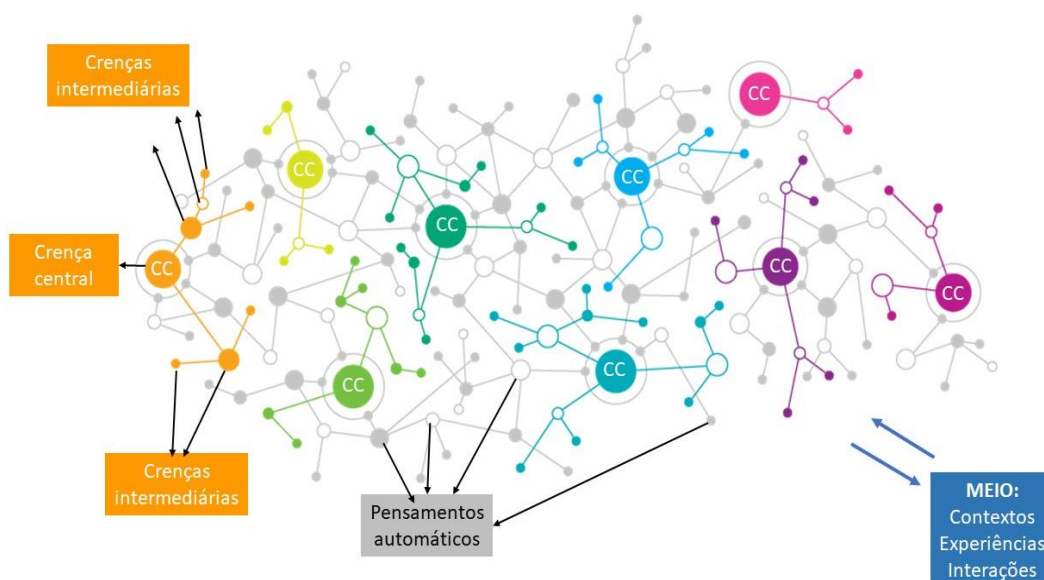 Crenças
intermediárias
CC
CC
CC
CC
Crença
central
CC
CC
CC
CC
CC
Crenças
intermediárias
Pensamentos
automáticos
MEIO:
Contextos
Experiências
Interações